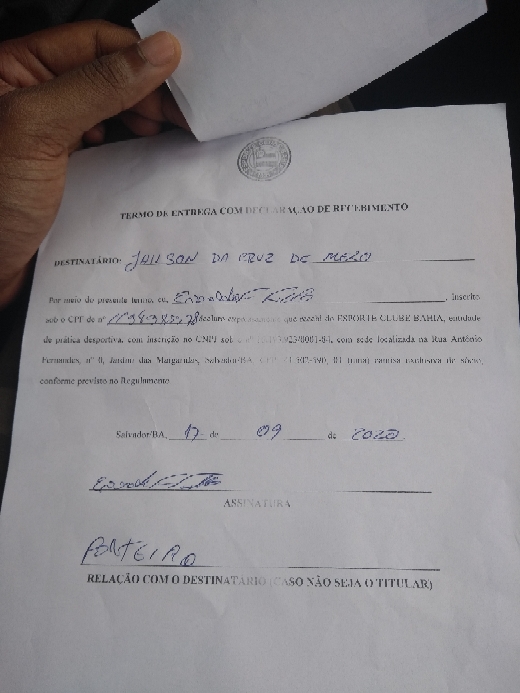 TERMO DE ENTREGA COM DECLARAÇÃO DE RECEBIMENTO
DESTINATÁRIO: JAILSON DA CRUZ DE MELO
Por meio do presente termo, eu, , Inscrito
sob o CPF de nº declaro expressamente que recebi do ESPORTE CLUBE BAHIA, entidade
de prática desportiva, com inscrição no CNPJ sob o nº com sede localizada na Rua Antônio
Fernandes, nº 0, Jardim das Margaridas, Salvador/BA, 01 (uma) camisa exclusiva de sócio,
conforme previsto no Regulamento.
Salvador/BA, 17 de 09 de 2020
ASSINATURA
PORTEIRO
RELAÇÃO COM O DESTINATÁRIO (CASO NÃO SEJA O TITULAR)